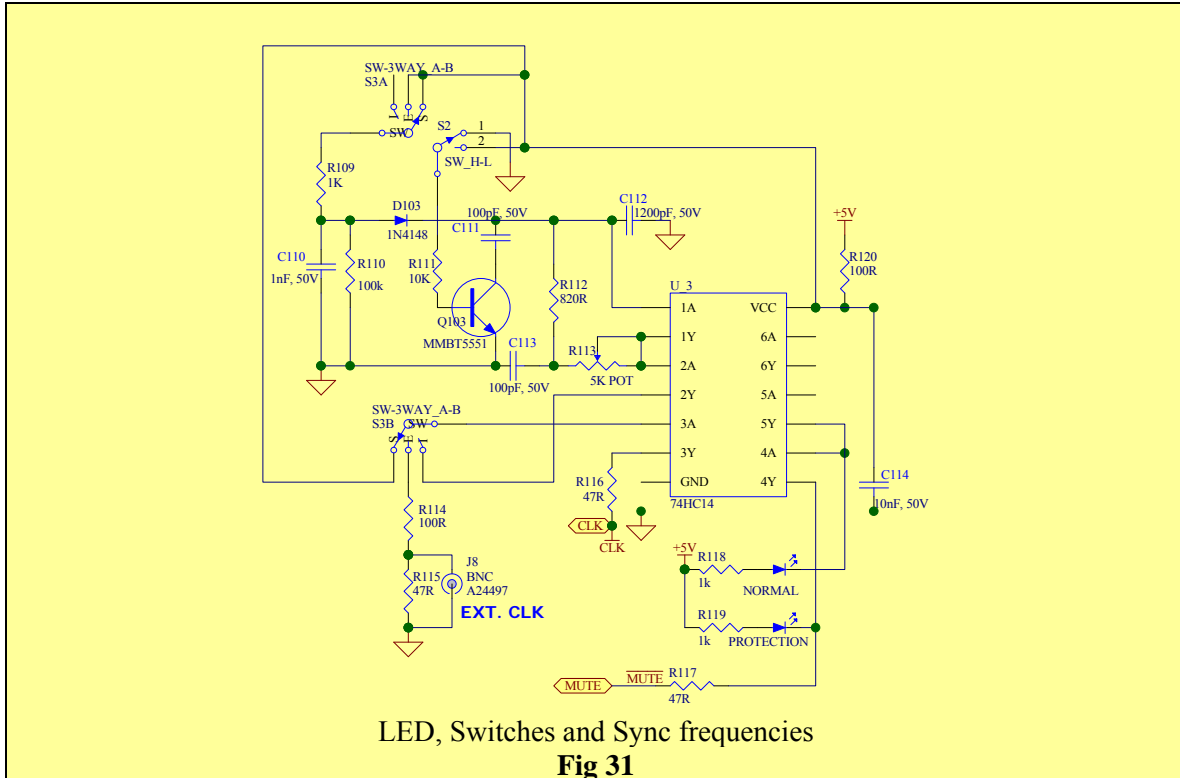 SW-3WAY_A-B
S3A
I
E
S
SW
S2
1
2
SW_H-L
R109
1K
D103
1N4148
100pF, 50V
C111
C112
1200pF, 50V
+5V
R120
100R
C110
1nF, 50V
R110
100k
R111
10K
R112
820R
Q103
MMBT5551
C113
100pF, 50V
R113
5K POT
U_3
1A
1Y
2A
2Y
3A
3Y
GND
VCC
6A
6Y
5A
5Y
4A
4Y
74HC14
C114
10nF, 50V
SW-3WAY_A-B
S3B
SW
S
E
I
R114
100R
R115
47R
J8
BNC
A24497
EXT. CLK
R116
47R
CLK
CLK
+5V
R118
1k
NORMAL
R119
1k
PROTECTION
MUTE
MUTE
R117
47R
LED, Switches and Sync frequencies
Fig 31